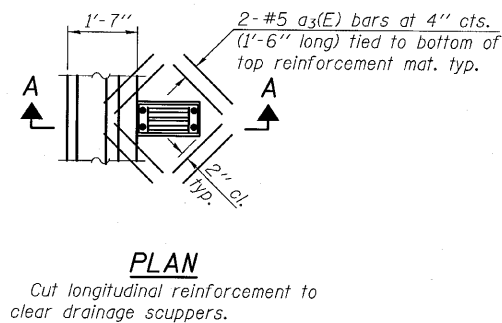 1'-7"
2-#5 a3(E) bars at 4" cts.
(1'-6" long) tied to bottom of
top reinforcement mat. typ.
A
A
2" cl.
typ.
PLAN
Cut longitudinal reinforcement to
clear drainage scuppers.